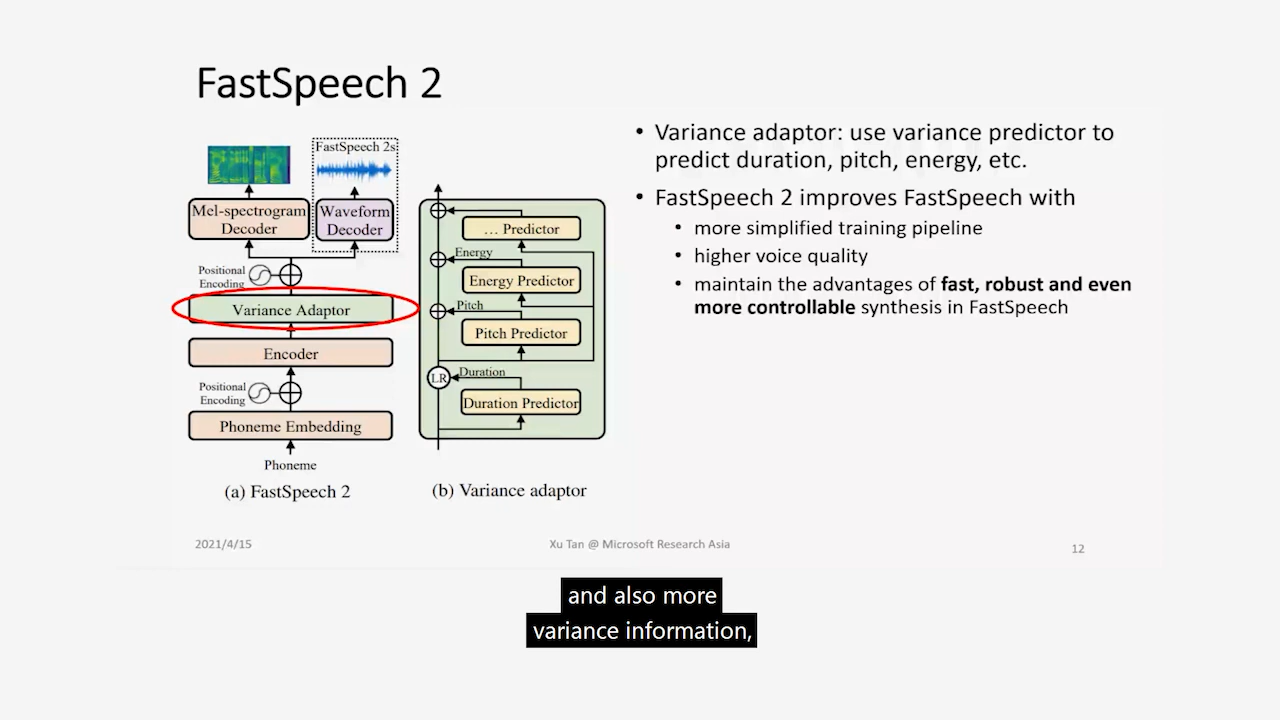 FastSpeech 2
FastSpeech 2s
Mel-spectrogram
Decoder
Waveform
Decoder
Positional
Encoding
Variance Adaptor
Encoder
Positional
Encoding
Phoneme Embedding
Phoneme
(a) FastSpeech 2
... Predictor
Energy
Energy Predictor
Pitch
Pitch Predictor
LR
Duration
Duration Predictor
(b) Variance adaptor
• Variance adaptor: use variance predictor to
predict duration, pitch, energy, etc.
• FastSpeech 2 improves FastSpeech with
• more simplified training pipeline
• higher voice quality
• maintain the advantages of fast, robust and even
more controllable synthesis in FastSpeech
2021/4/15
Xu Tan @ Microsoft Research Asia
12
and also more
variance information,